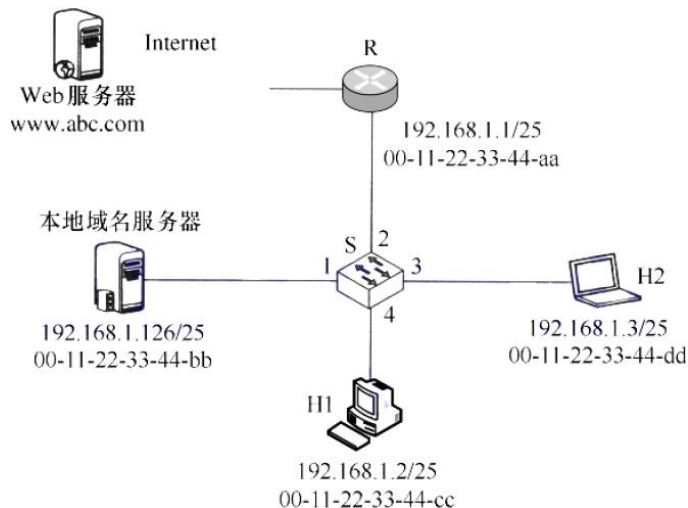 Internet
Web服务器
www.abc.com
R
192.168.1.1/25
00-11-22-33-44-aa
本地域名服务器
192.168.1.126/25
00-11-22-33-44-bb
S
1
2
3
4
H2
192.168.1.3/25
00-11-22-33-44-dd
H1
192.168.1.2/25
00-11-22-33-44-cc